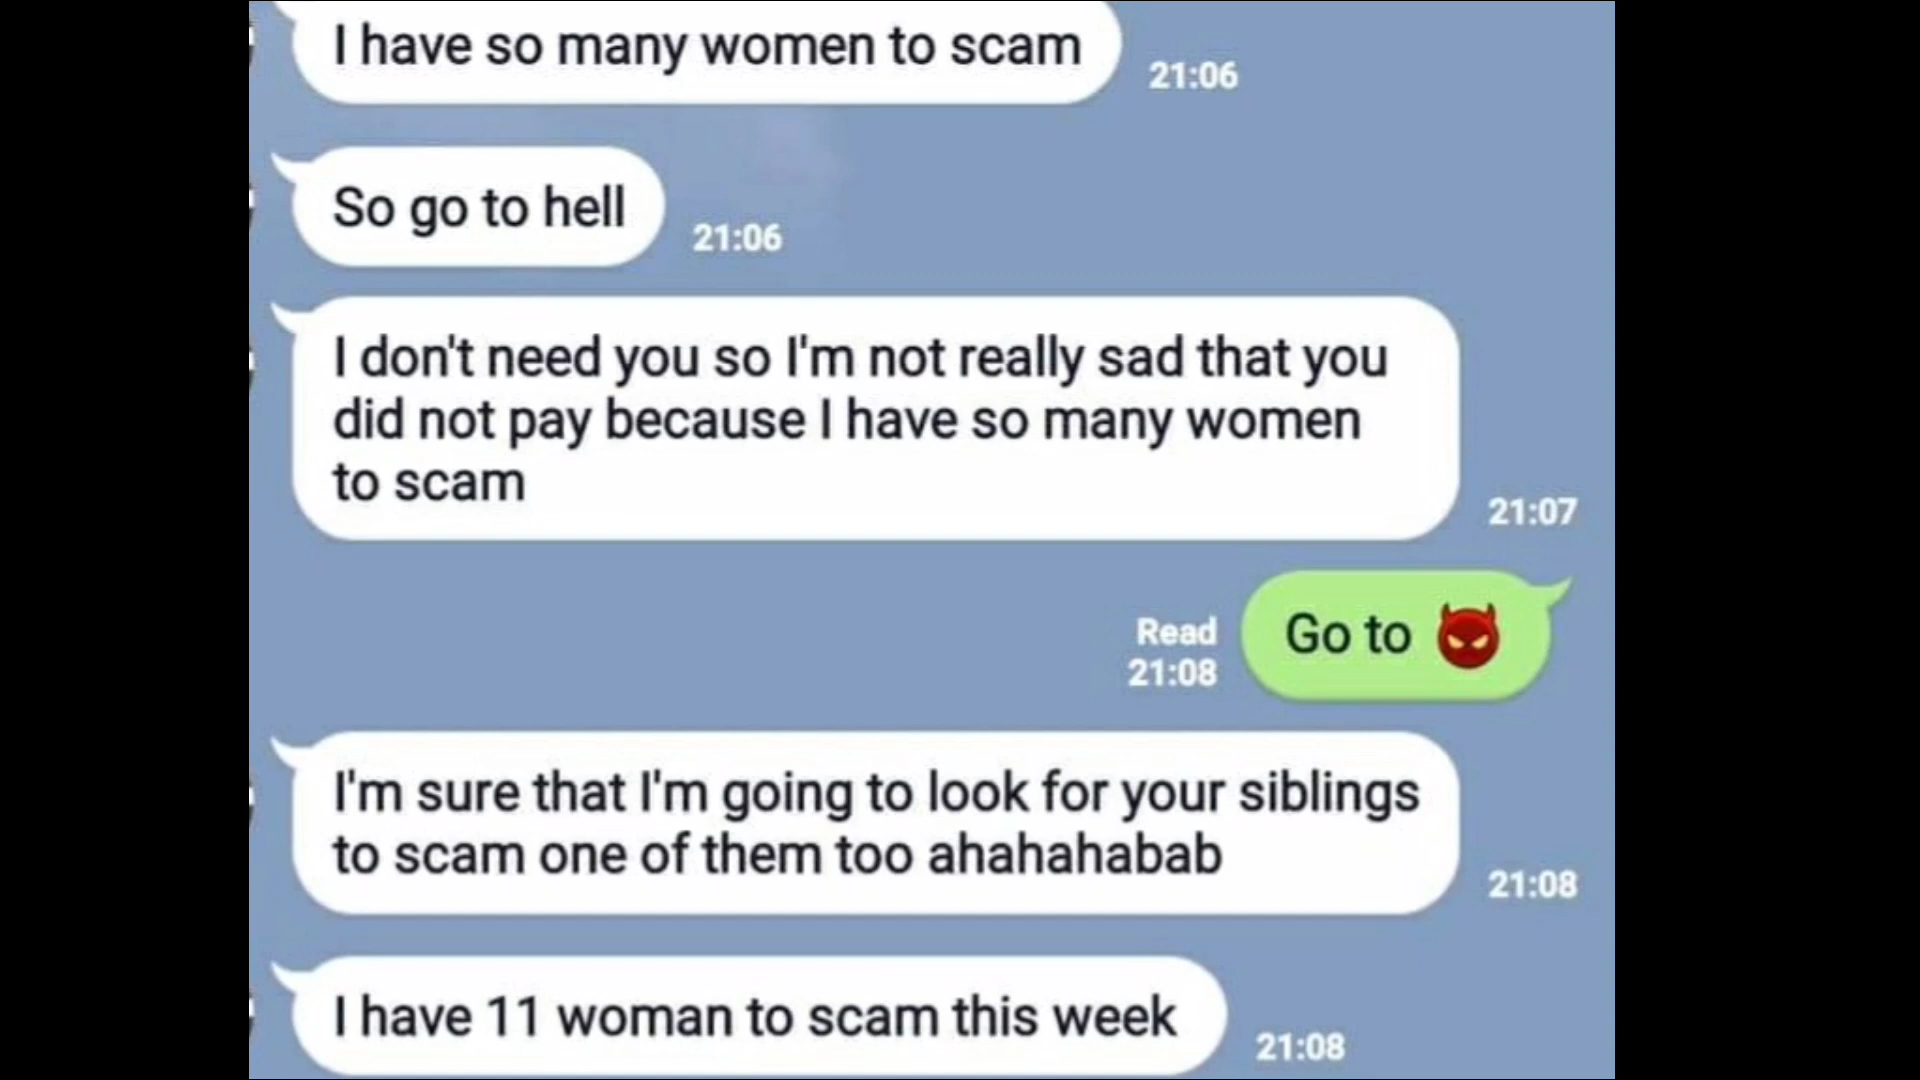 I have so many women to scam
21:06
So go to hell
21:06
I don't need you so I'm not really sad that you
did not pay because I have so many women
to scam
21:07
Read
21:08
Go to 👿
I'm sure that I'm going to look for your siblings
to scam one of them too ahahahabab
21:08
I have 11 woman to scam this week
21:08